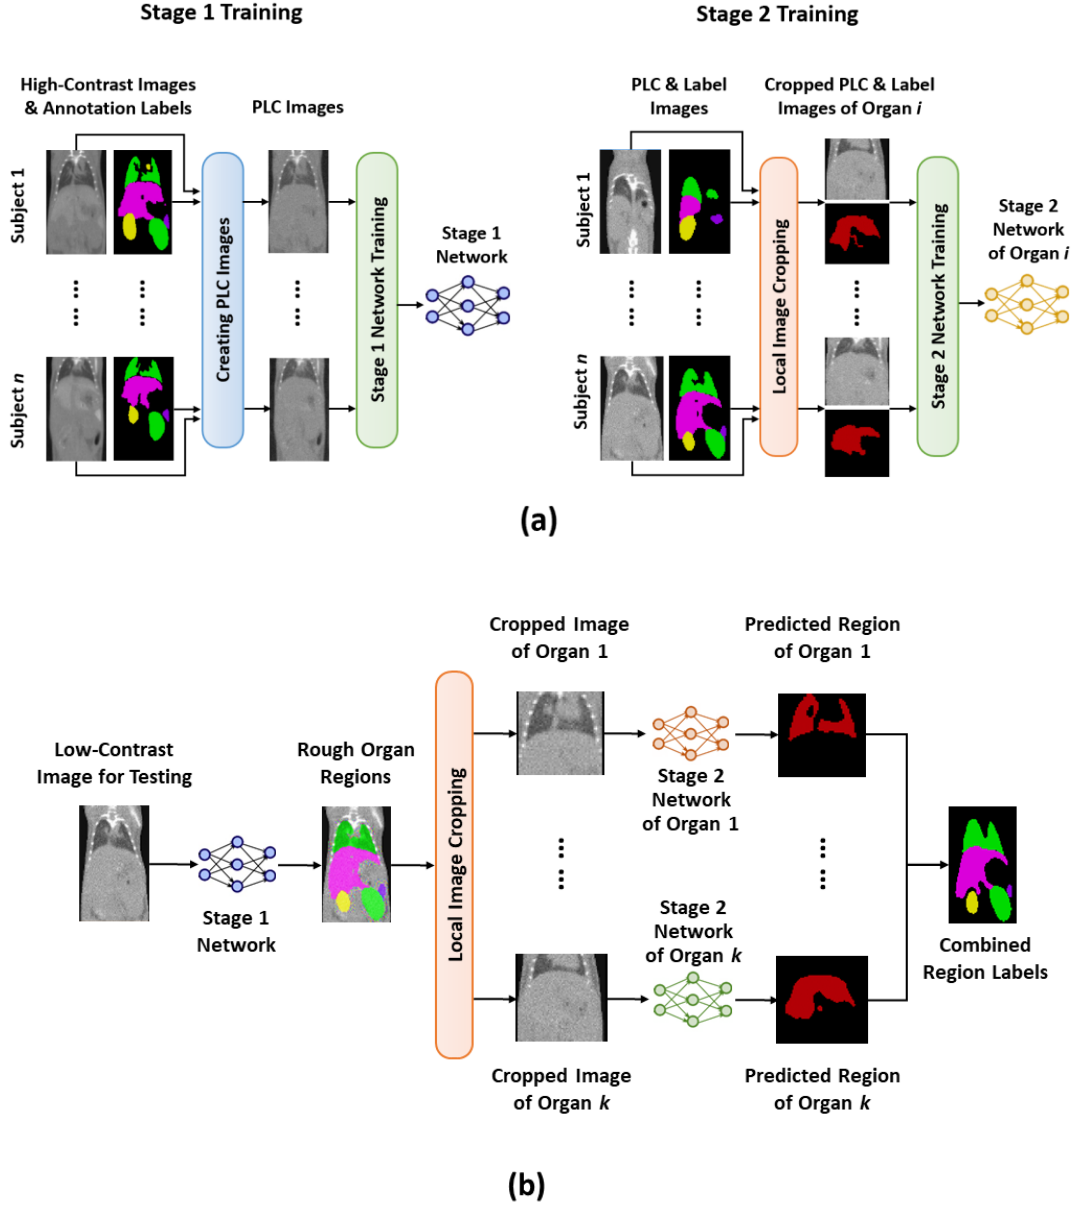 Stage 1 Training
High-Contrast Images
& Annotation Labels
PLC Images
Subject 1
Subject n
Creating PLC Images
Stage 1 Network Training
Stage 1
Network
Stage 2 Training
PLC & Label
Images
Cropped PLC & Label
Images of Organ i
Subject 1
Subject n
Local Image Cropping
Stage 2 Network Training
Stage 2
Network
of Organ i
(a)
Low-Contrast
Image for Testing
Stage 1
Network
Rough Organ
Regions
Local Image Cropping
Cropped Image
of Organ 1
Stage 2
Network
of Organ 1
Predicted Region
of Organ 1
Stage 2
Network
of Organ k
Cropped Image
of Organ k
Predicted Region
of Organ k
Combined
Region Labels
(b)